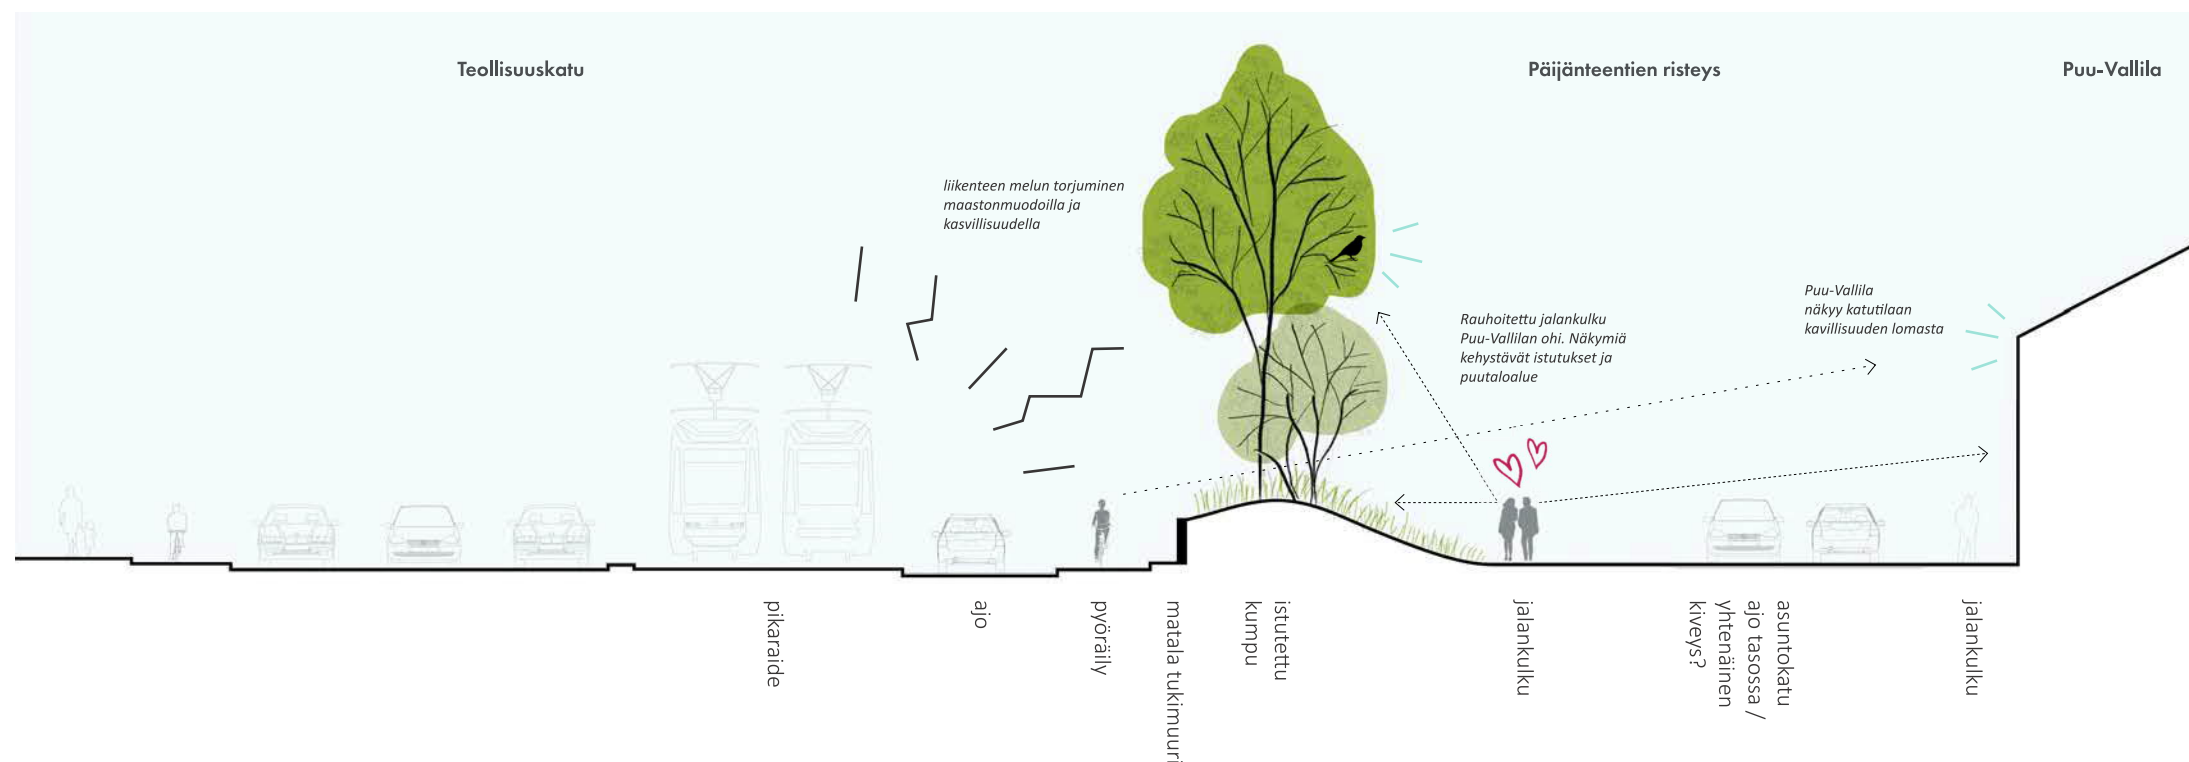 Teollisuuskatu
Päijänteentien risteys
Puu-Vallila
liikenteen melun torjuminen
maastonmuodoilla ja
kasvillisuudella
Rauhoitettu jalankulku
Puu-Vallilan ohi. Näkymiä
kehystävät istutukset ja
puutaloalue
Puu-Vallila
näkyy katutilaan
kavillisuuden lomasta
pikaraide
ajo
pyöräily
matala tukimuuri
istutettu
kumpu
jalankulku
asuntokatu
ajo tasossa /
yhtenäinen
kiveys?
jalankulku